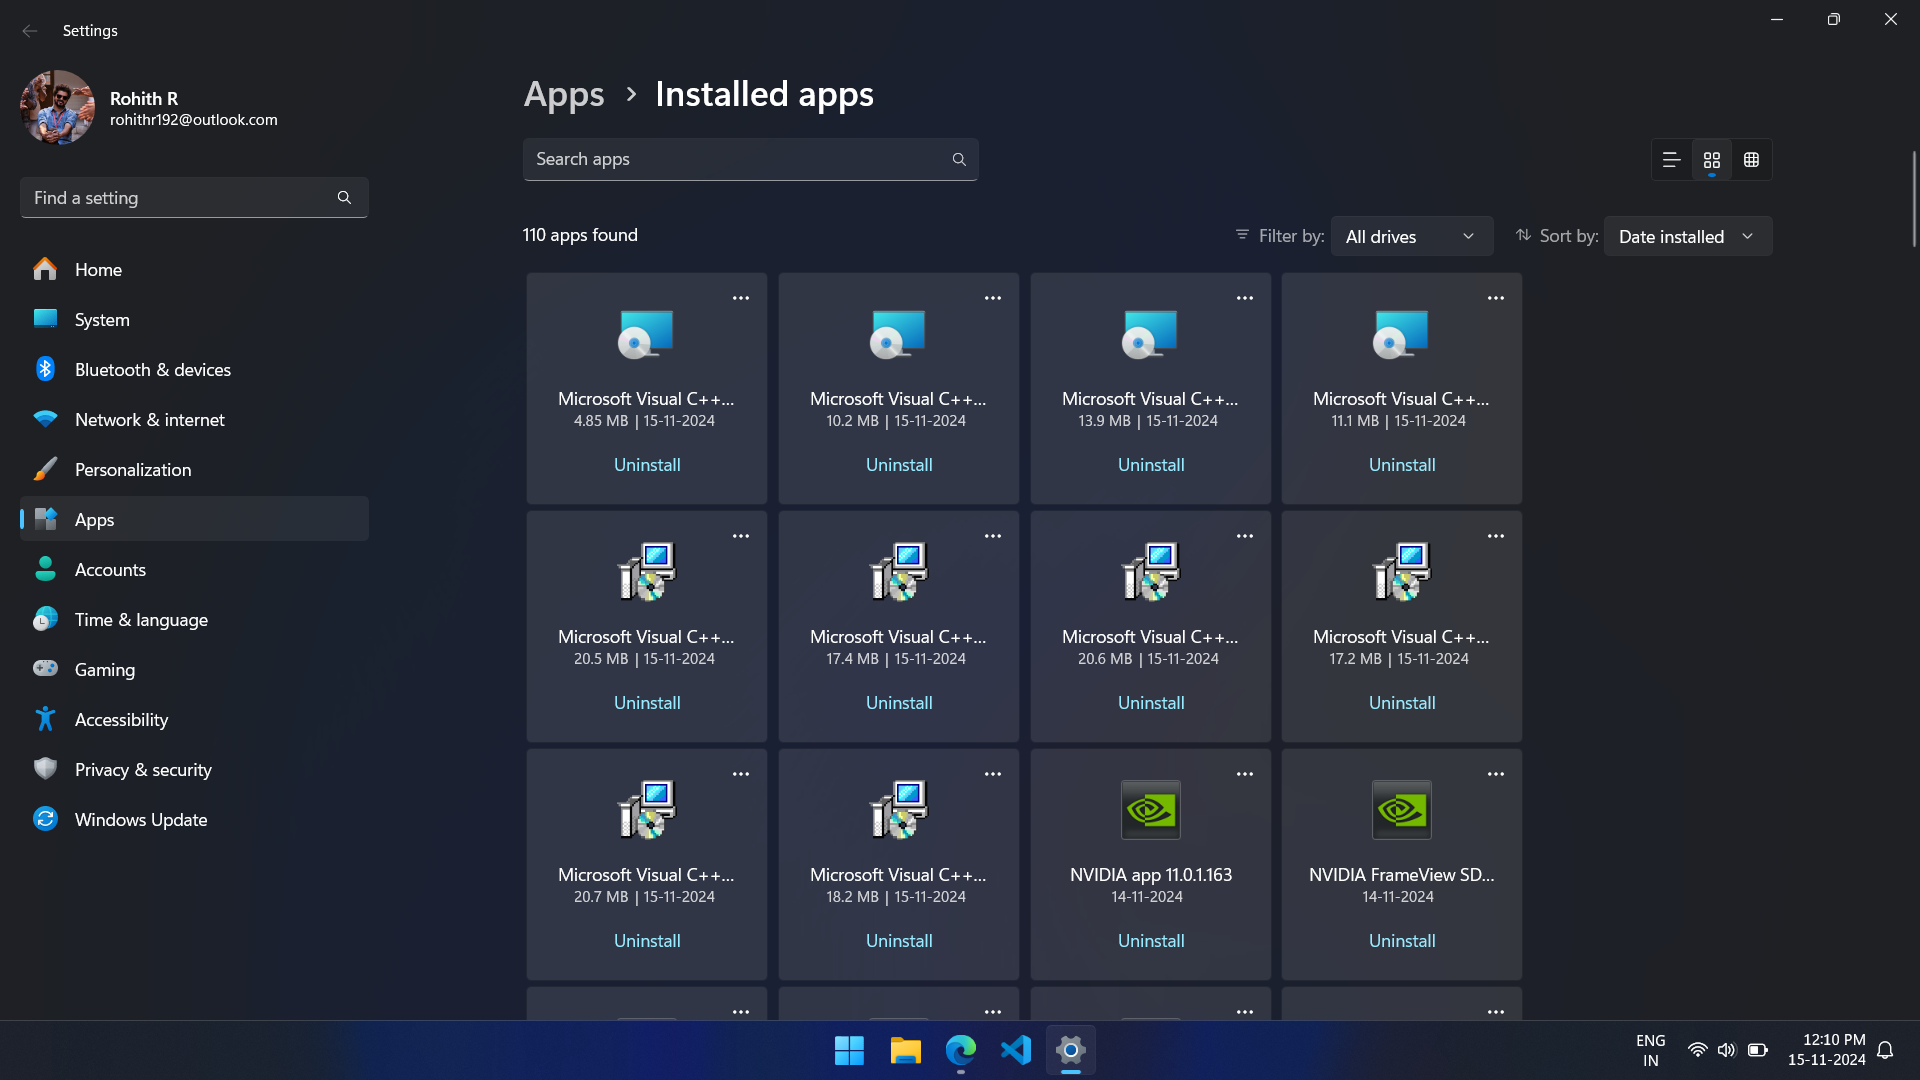 Settings
Rohith R
rohithr192@outlook.com
Find a setting
Home
System
Bluetooth & devices
Network & internet
Personalization
Apps
Accounts
Time & language
Gaming
Accessibility
Privacy & security
Windows Update
Apps > Installed apps
Search apps
110 apps found
Filter by: All drives
Sort by: Date installed
Microsoft Visual C++...
4.85 MB | 15-11-2024
Uninstall
Microsoft Visual C++...
10.2 MB | 15-11-2024
Uninstall
Microsoft Visual C++...
13.9 MB | 15-11-2024
Uninstall
Microsoft Visual C++...
11.1 MB | 15-11-2024
Uninstall
Microsoft Visual C++...
20.5 MB | 15-11-2024
Uninstall
Microsoft Visual C++...
17.4 MB | 15-11-2024
Uninstall
Microsoft Visual C++...
20.6 MB | 15-11-2024
Uninstall
Microsoft Visual C++...
17.2 MB | 15-11-2024
Uninstall
Microsoft Visual C++...
20.7 MB | 15-11-2024
Uninstall
Microsoft Visual C++...
18.2 MB | 15-11-2024
Uninstall
NVIDIA app 11.0.1.163
14-11-2024
Uninstall
NVIDIA FrameView SD...
14-11-2024
Uninstall
ENG
IN
12:10 PM
15-11-2024